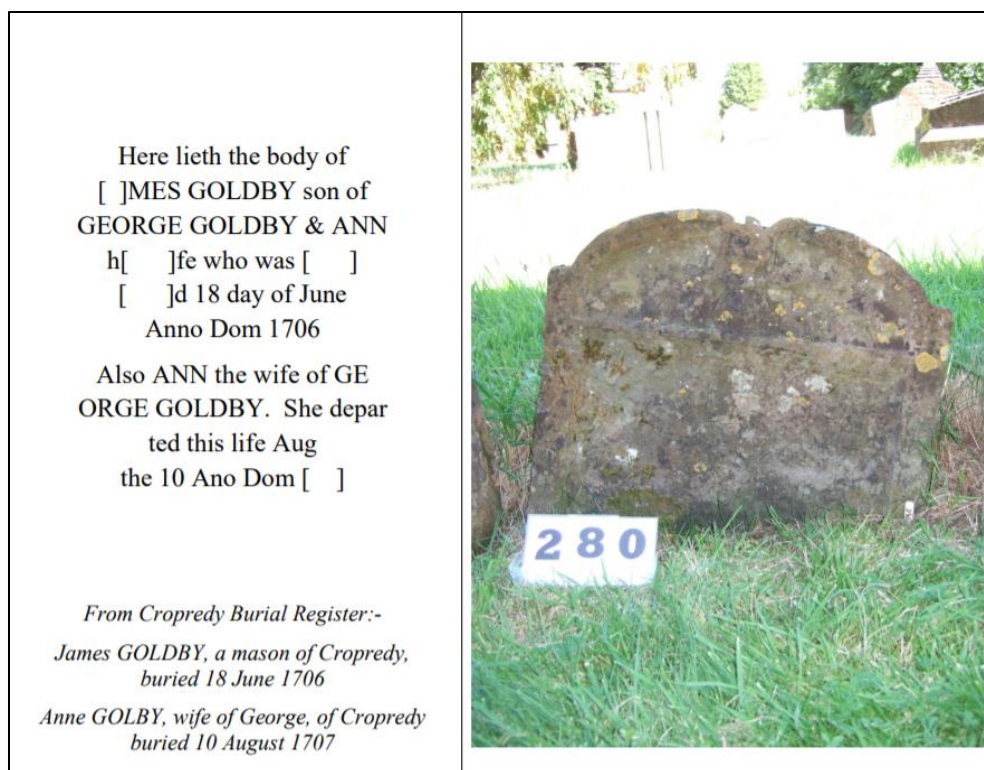 Here lieth the body of
[ ]MES GOLDBY son of
GEORGE GOLDBY & ANN
h[ ]fe who was [ ]
[ ]d 18 day of June
Anno Dom 1706
Also ANN the wife of GE
ORGE GOLDBY. She depar
ted this life Aug
the 10 Ano Dom [ ]
From Cropredy Burial Register:-
James GOLDBY, a mason of Cropredy,
buried 18 June 1706
Anne GOLBY, wife of George, of Cropredy
buried 10 August 1707
280